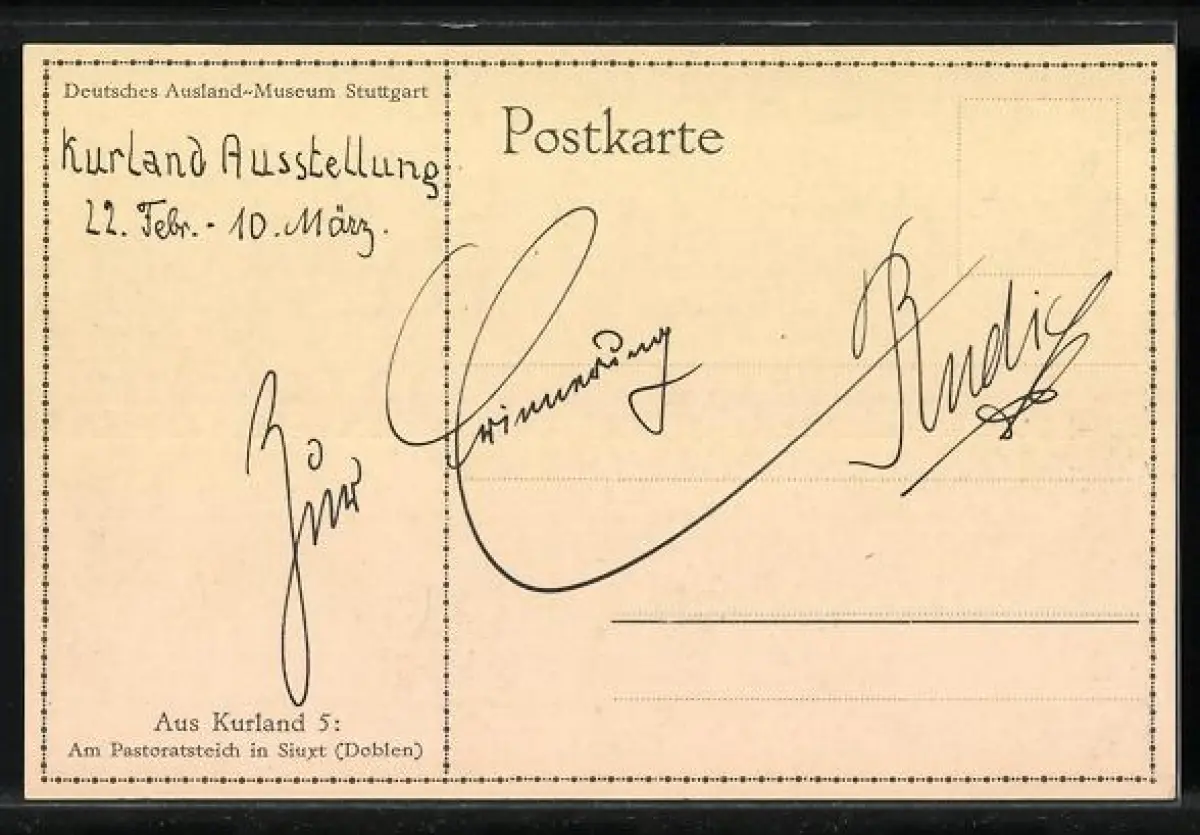 Deutsches Ausland-Museum Stuttgart
Kurland Ausstellung
22. Febr. - 10. März.
Postkarte
Zur Erinnerung
Aus Kurland 5:
Am Pastoratsteich in Siuxt (Doblen)